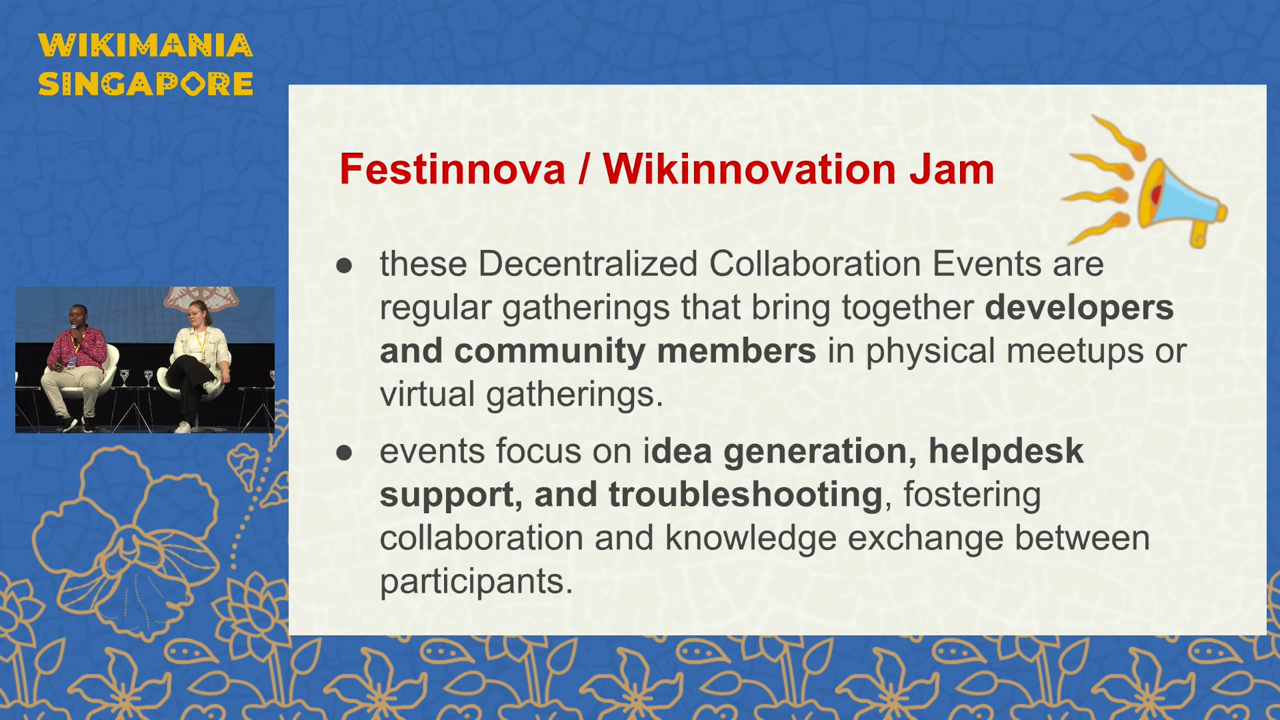 WIKIMANIA
SINGAPORE
Festinnova / Wikinnovation Jam
● these Decentralized Collaboration Events are
regular gatherings that bring together developers
and community members in physical meetups or
virtual gatherings.
● events focus on idea generation, helpdesk
support, and troubleshooting, fostering
collaboration and knowledge exchange between
participants.